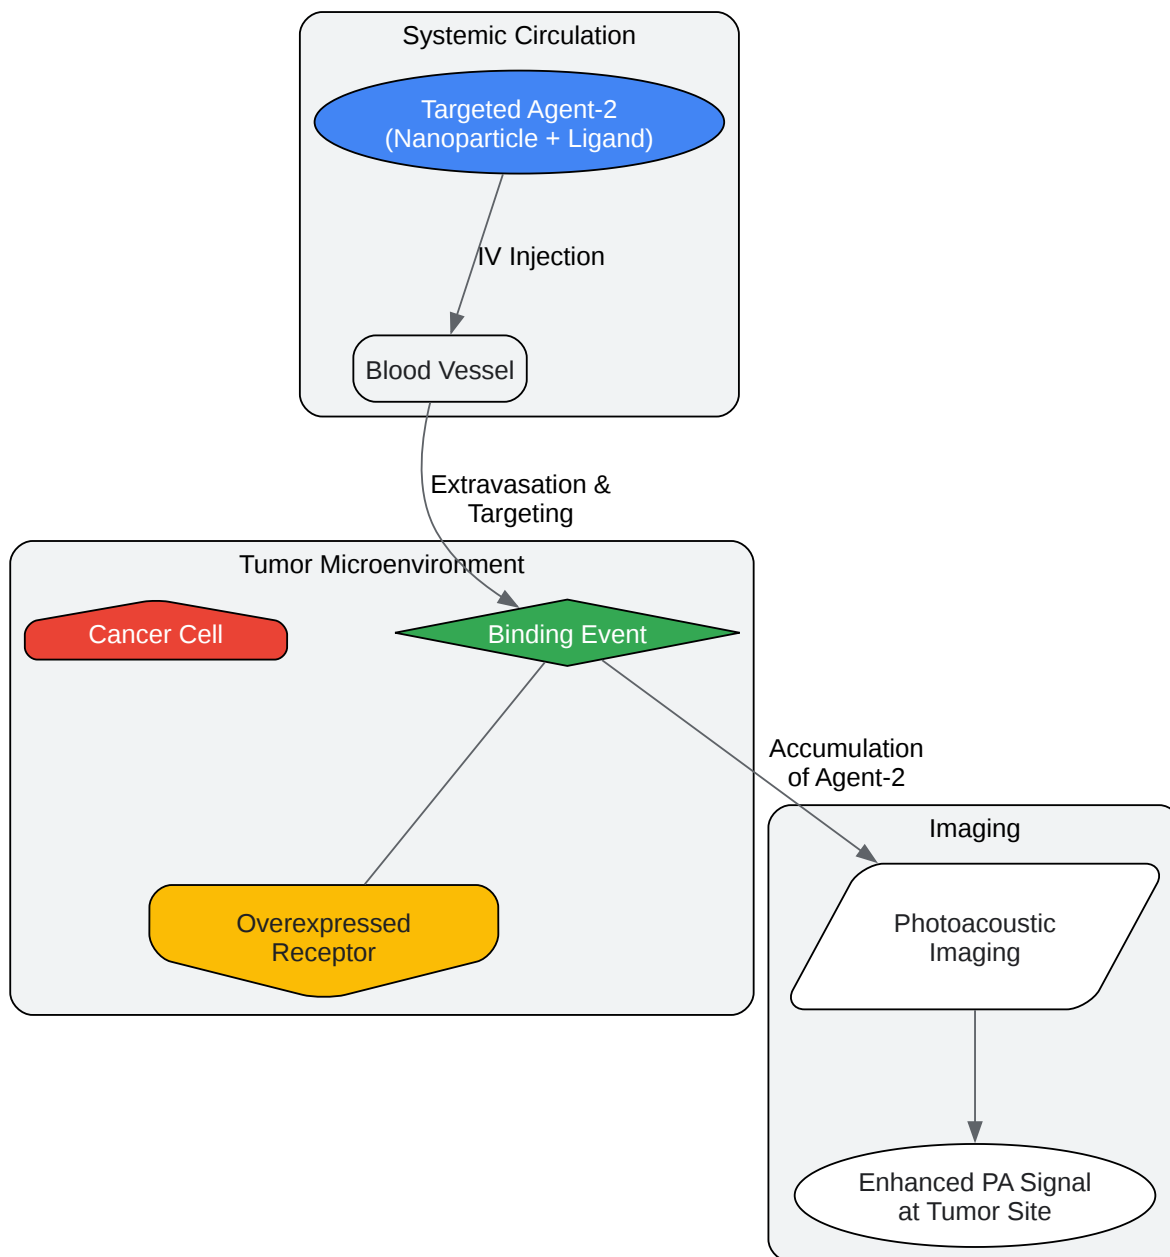 Systemic Circulation
Targeted Agent-2
(Nanoparticle + Ligand)
IV Injection
Blood Vessel
Extravasation &
Targeting
Tumor Microenvironment
Cancer Cell
Binding Event
Accumulation
of Agent-2
Imaging
Overexpressed
Receptor
Photoacoustic
Imaging
Enhanced PA Signal
at Tumor Site